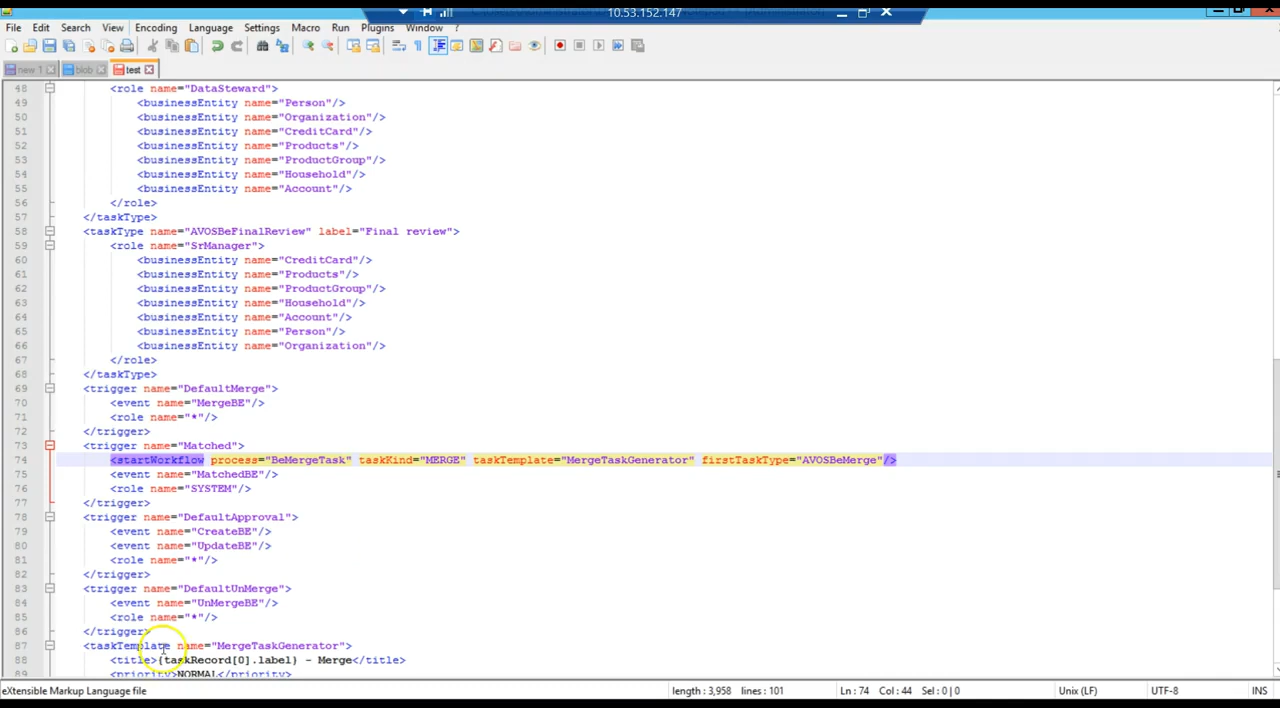 10.53.152.147
File Edit Search View Encoding Language Settings Macro Run Plugins Window ?
new 1 blob test
48 <role name="DataSteward">
49 <businessEntity name="Person"/>
50 <businessEntity name="Organization"/>
51 <businessEntity name="CreditCard"/>
52 <businessEntity name="Products"/>
53 <businessEntity name="ProductGroup"/>
54 <businessEntity name="Household"/>
55 <businessEntity name="Account"/>
56 </role>
57 </taskType>
58 <taskType name="AVOSBeFinalReview" label="Final review">
59 <role name="SrManager">
60 <businessEntity name="CreditCard"/>
61 <businessEntity name="Products"/>
62 <businessEntity name="ProductGroup"/>
63 <businessEntity name="Household"/>
64 <businessEntity name="Account"/>
65 <businessEntity name="Person"/>
66 <businessEntity name="Organization"/>
67 </role>
68 </taskType>
69 <trigger name="DefaultMerge">
70 <event name="MergeBE"/>
71 <role name="*"/>
72 </trigger>
73 <trigger name="Matched">
74 <startWorkflow process="BeMergeTask" taskKind="MERGE" taskTemplate="MergeTaskGenerator" firstTaskType="AVOSBeMerge"/>
75 <event name="MatchedBE"/>
76 <role name="SYSTEM"/>
77 </trigger>
78 <trigger name="DefaultApproval">
79 <event name="CreateBE"/>
80 <event name="UpdateBE"/>
81 <role name="*"/>
82 </trigger>
83 <trigger name="DefaultUnMerge">
84 <event name="UnMergeBE"/>
85 <role name="*"/>
86 </trigger>
87 <taskTemplate name="MergeTaskGenerator">
88 <title>{taskRecord[0].label} - Merge</title>
89 <priority>NORMAL</priority>
eXtensible Markup Language file length : 3,958 lines : 101 Ln : 74 Col : 44 Sel : 0 | 0 Unix (LF) UTF-8 INS